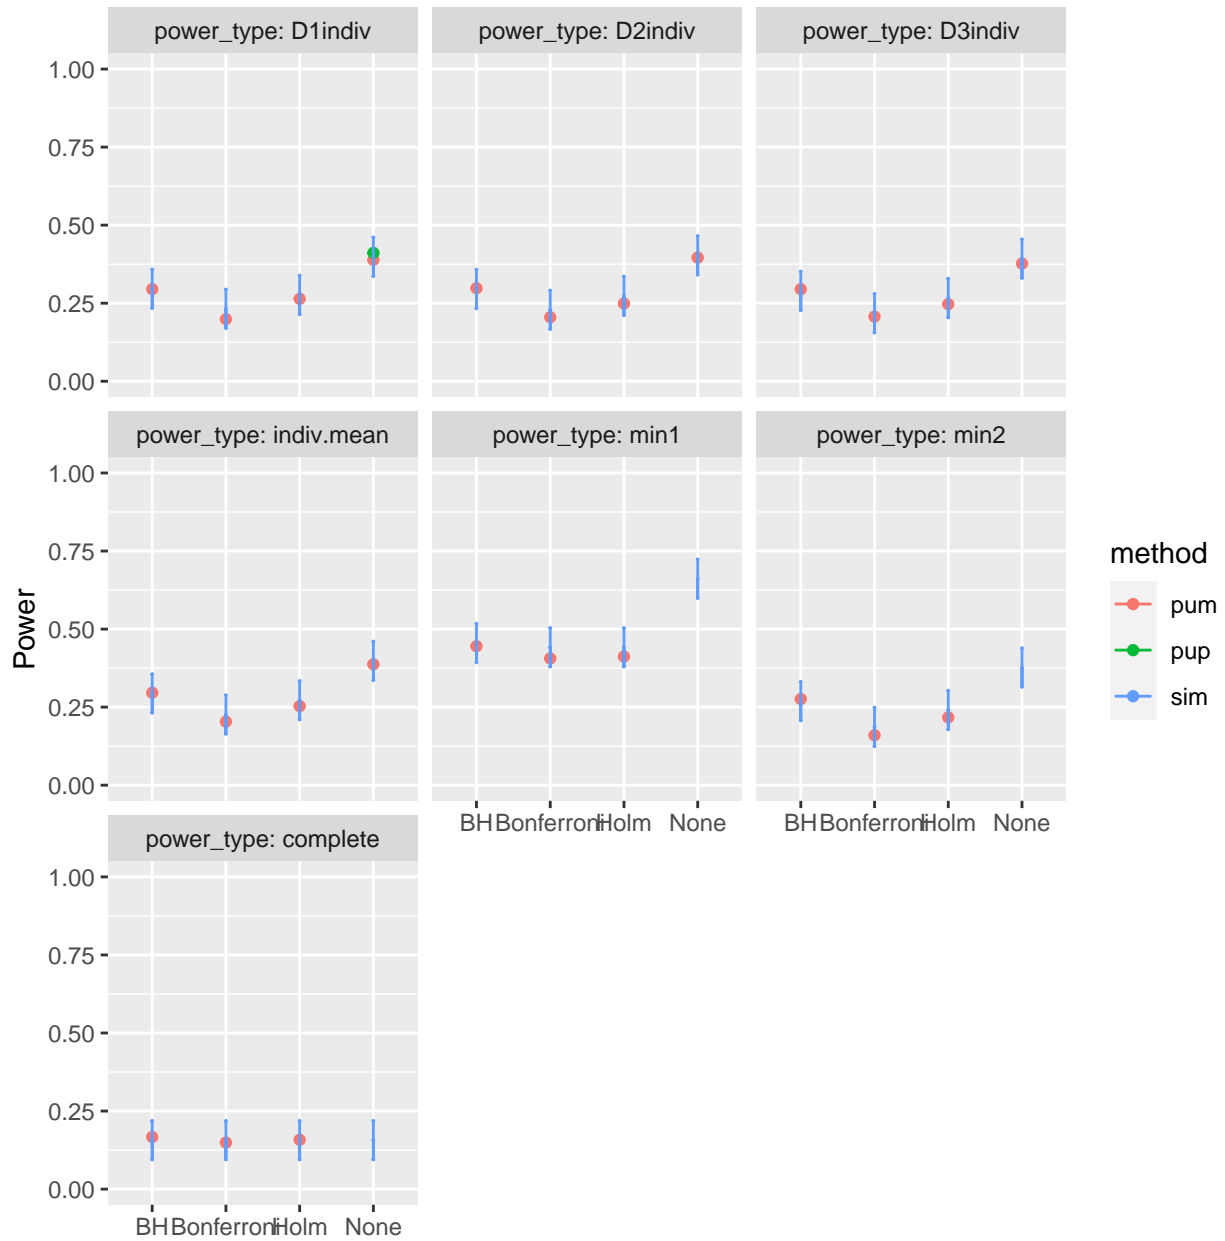 power_type: D1indiv power_type: D2indiv power_type: D3indiv
1.00
0.75
0.50
0.25
0.00
power_type: indiv.mean power_type: min1 power_type: min2
1.00
0.75
0.50
0.25
0.00
BH Bonferroni Holm None BH Bonferroni Holm None
power_type: complete
1.00
0.75
0.50
0.25
0.00
BH Bonferroni Holm None
Power
method
pum
pup
sim